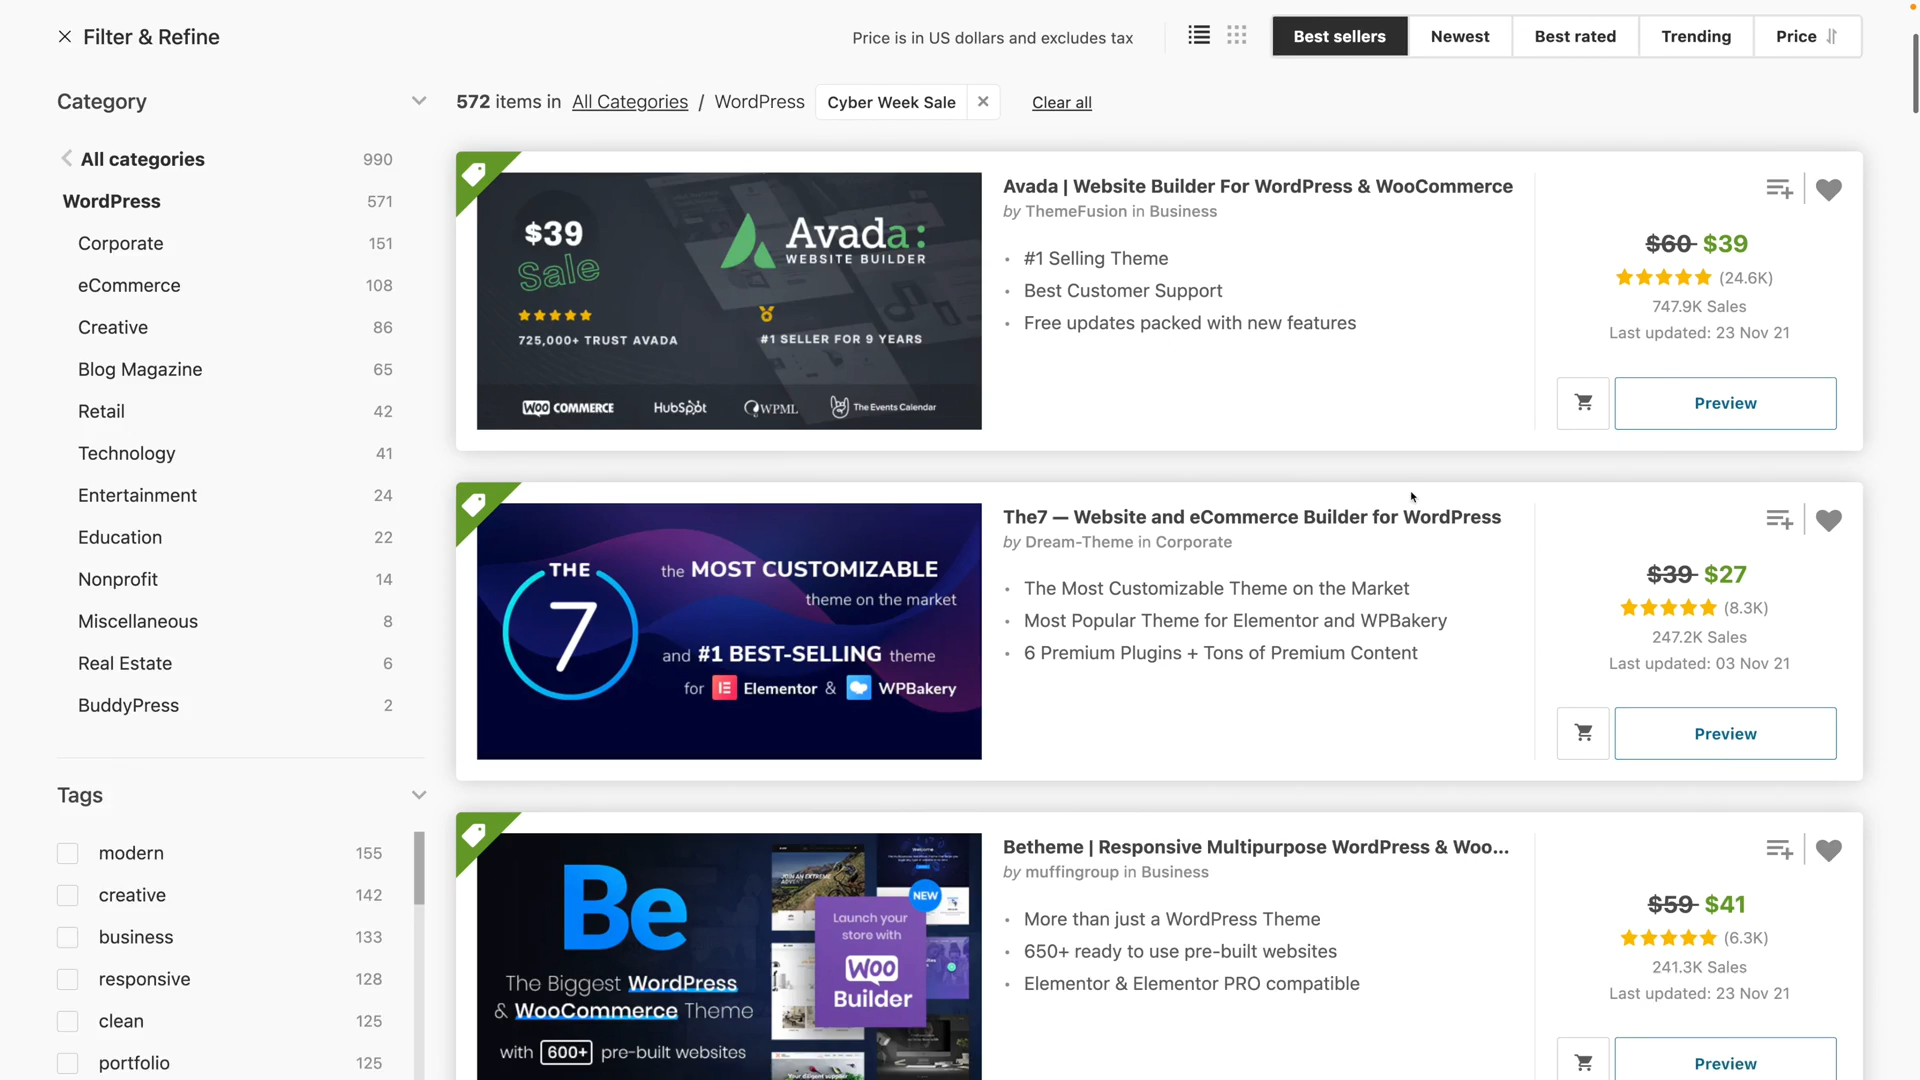 Filter & Refine
Price is in US dollars and excludes tax
Best sellers
Newest
Best rated
Trending
Price
Category
572 items in All Categories / WordPress
Cyber Week Sale
Clear all
All categories 990
WordPress 571
Corporate 151
eCommerce 108
Creative 86
Blog Magazine 65
Retail 42
Technology 41
Entertainment 24
Education 22
Nonprofit 14
Miscellaneous 8
Real Estate 6
BuddyPress 2
Tags
modern 155
creative 142
business 133
responsive 128
clean 125
portfolio 125
$39
Sale
Avada:
WEBSITE BUILDER
725,000+ TRUST AVADA
#1 SELLER FOR 9 YEARS
WOO COMMERCE
HubSpot
WPML
The Events Calendar
Avada | Website Builder For WordPress & WooCommerce
by ThemeFusion in Business
• #1 Selling Theme
• Best Customer Support
• Free updates packed with new features
$60 $39
(24.6K)
747.9K Sales
Last updated: 23 Nov 21
Preview
THE
7
the MOST CUSTOMIZABLE
theme on the market
and #1 BEST-SELLING theme
for Elementor & WPBakery
The7 — Website and eCommerce Builder for WordPress
by Dream-Theme in Corporate
• The Most Customizable Theme on the Market
• Most Popular Theme for Elementor and WPBakery
• 6 Premium Plugins + Tons of Premium Content
$39 $27
(8.3K)
247.2K Sales
Last updated: 03 Nov 21
Preview
Be
The Biggest WordPress
& WooCommerce Theme
with 600+ pre-built websites
NEW
Launch your
store with
WOO
Builder
Betheme | Responsive Multipurpose WordPress & Woo...
by muffingroup in Business
• More than just a WordPress Theme
• 650+ ready to use pre-built websites
• Elementor & Elementor PRO compatible
$59 $41
(6.3K)
241.3K Sales
Last updated: 23 Nov 21
Preview